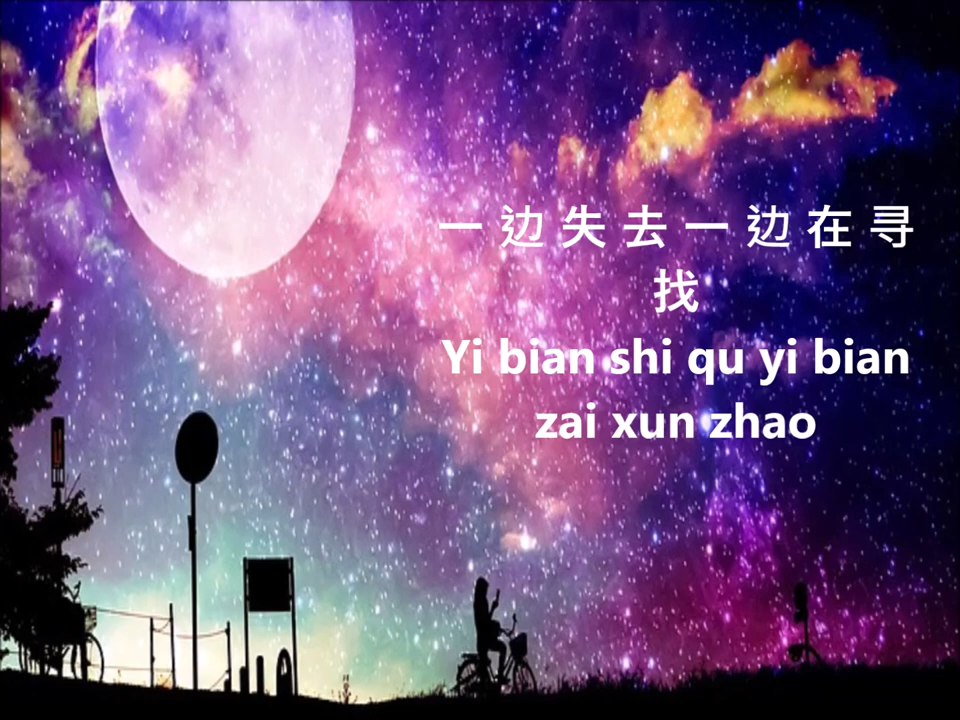 一 边 失 去 一 边 在 寻
找
Yi bian shi qu yi bian
zai xun zhao